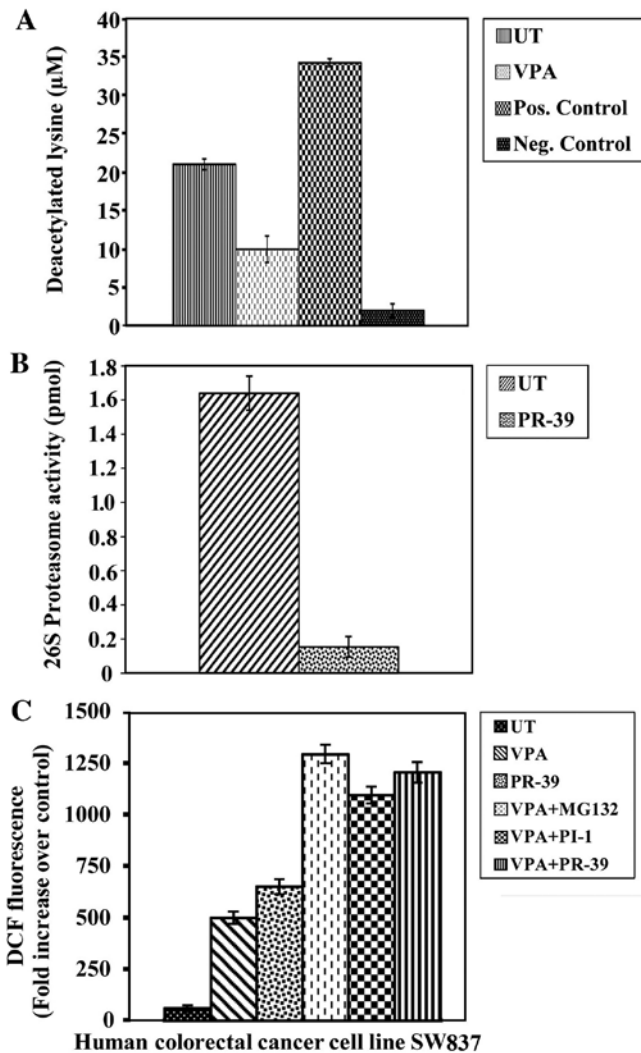 A
Deacetylated lysine (µM)
40
35
30
25
20
15
10
5
0
UT
VPA
Pos. Control
Neg. Control
B
26S Proteasome activity (pmol)
1.8
1.6
1.4
1.2
1.0
0.8
0.6
0.4
0.2
0
UT
PR-39
C
DCF fluorescence
(Fold increase over control)
1500
1250
1000
750
500
250
0
UT
VPA
PR-39
VPA+MG132
VPA+PI-1
VPA+PR-39
Human colorectal cancer cell line SW837